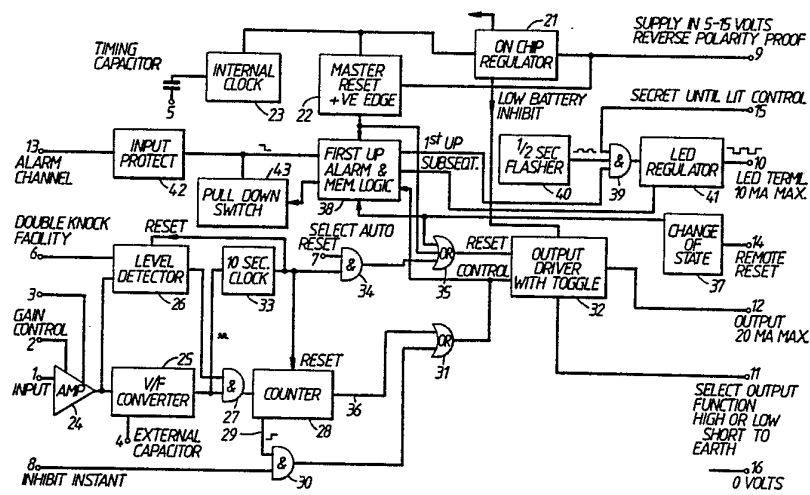 21
SUPPLY IN 5-15 VOLTS
REVERSE POLARITY PROOF
9
ON CHIP
REGULATOR
TIMING
CAPACITOR
5
INTERNAL
CLOCK
23
MASTER
RESET
+VE EDGE
22
LOW BATTERY
INHIBIT
SECRET UNTIL LIT CONTROL
15
13
ALARM
CHANNEL
INPUT
PROTECT
42
43
PULL DOWN
SWITCH
FIRST UP
ALARM &
MEM. LOGIC
38
1st UP
SUBSEQT.
1/2 SEC
FLASHER
40
&
39
LED
REGULATOR
41
10
LED TERML.
10 MA MAX.
DOUBLE KNOCK
FACILITY
6
RESET
LEVEL
DETECTOR
26
10 SEC.
CLOCK
33
SELECT AUTO
RESET
7
&
34
OR
35
RESET
CONTROL
OUTPUT
DRIVER
WITH TOGGLE
32
CHANGE
OF
STATE
37
14
REMOTE
RESET
12
OUTPUT
20 MA MAX.
3
GAIN
CONTROL
2
1
INPUT
AMP
24
25
V/F
CONVERTER
4
EXTERNAL
CAPACITOR
&
27
RESET
COUNTER
28
29
36
OR
31
&
30
8
INHIBIT INSTANT
11
SELECT OUTPUT
FUNCTION
HIGH OR LOW
SHORT TO
EARTH
16
0 VOLTS